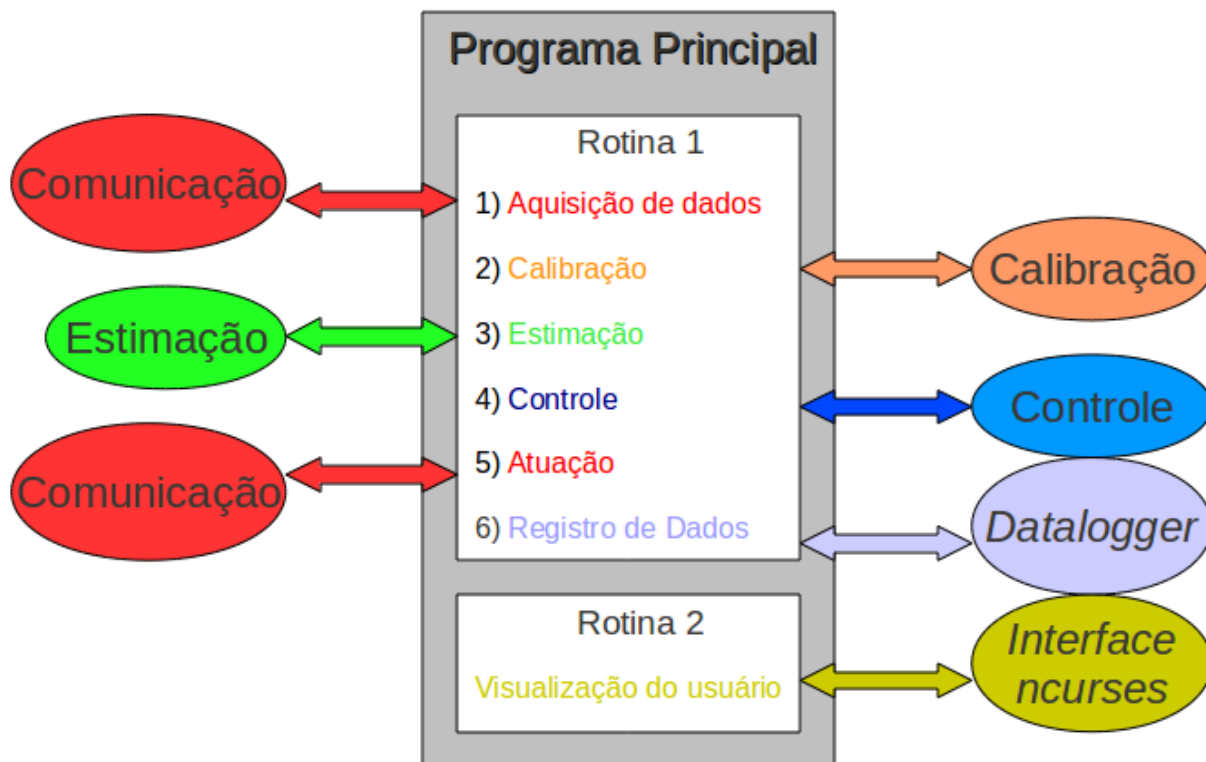 Programa Principal
Rotina 1
1) Aquisição de dados
2) Calibração
3) Estimação
4) Controle
5) Atuação
6) Registro de Dados
Rotina 2
Visualização do usuário
Comunicação
Estimação
Comunicação
Calibração
Controle
Datalogger
Interface
ncurses